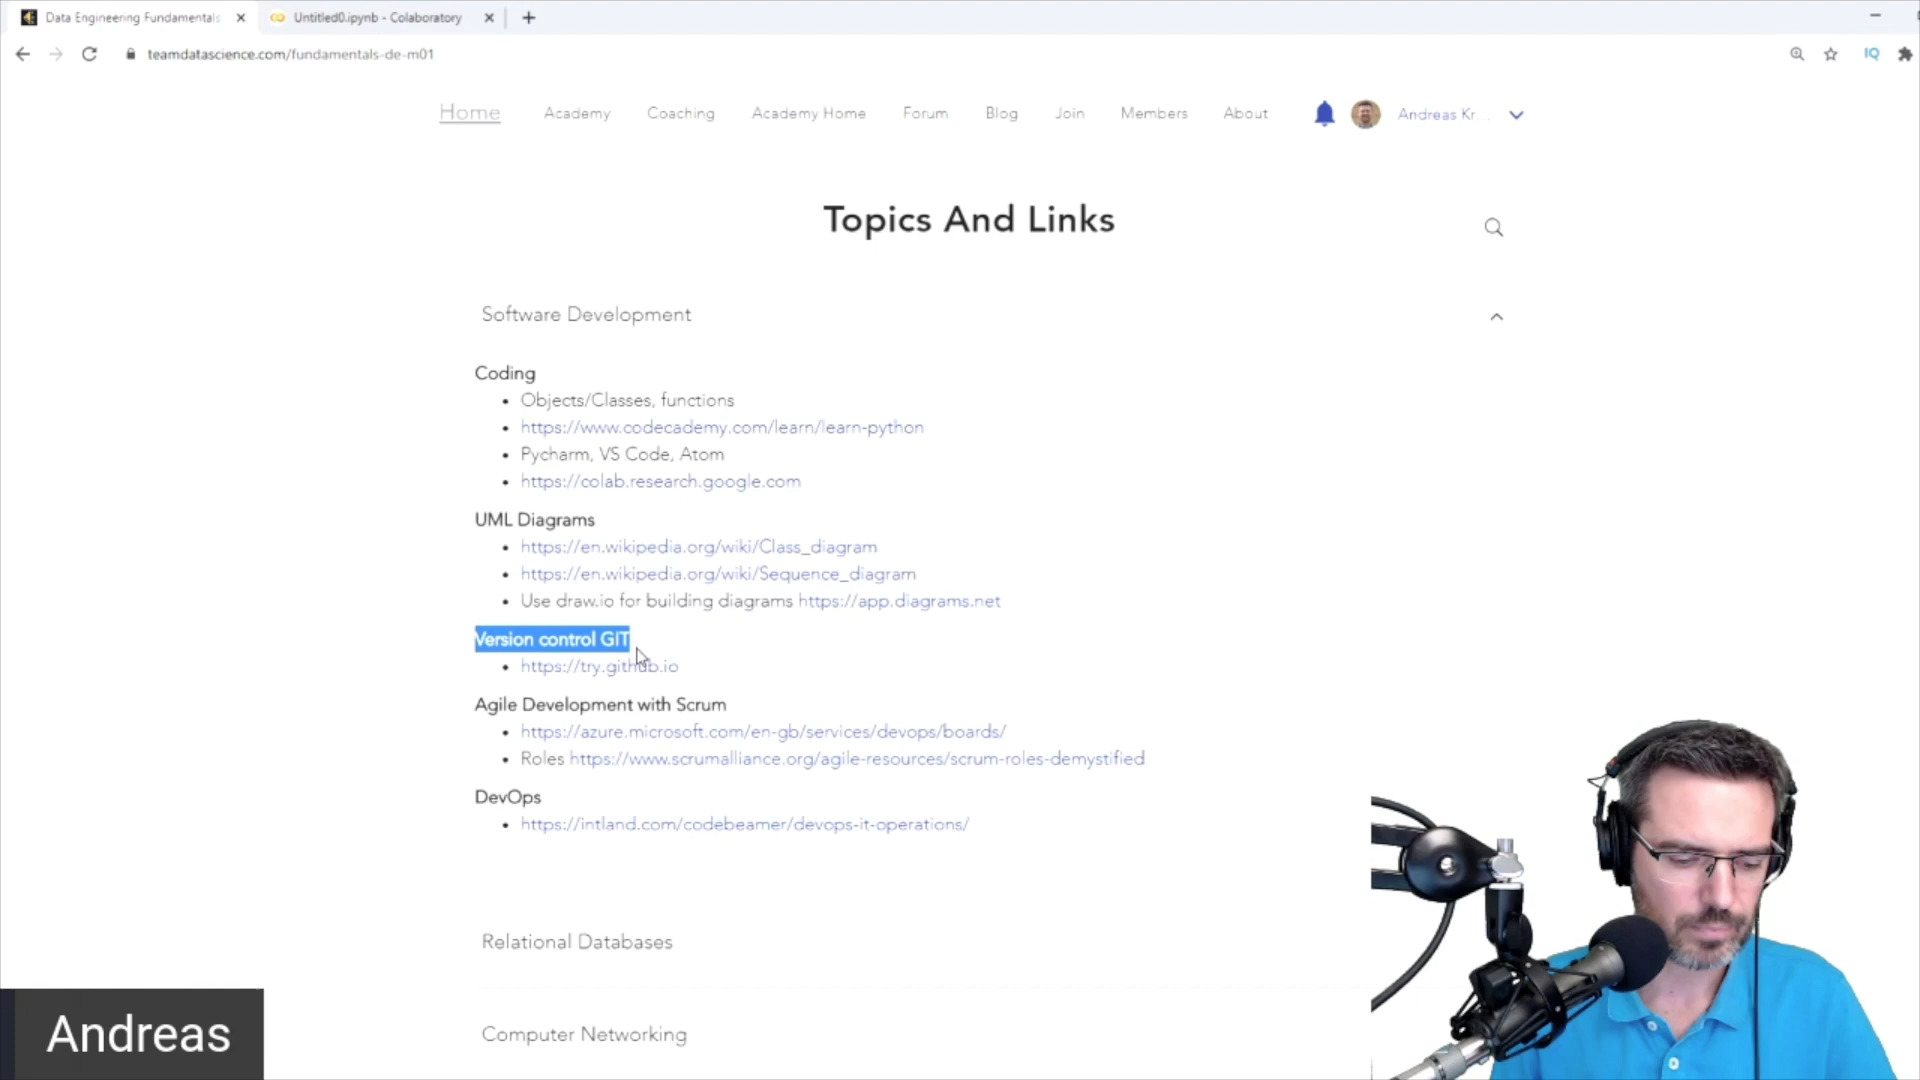 Data Engineering Fundamentals
Untitled0.ipynb - Colaboratory
teamdatascience.com/fundamentals-de-m01
IQ
Home Academy Coaching Academy Home Forum Blog Join Members About Andreas Kr...
Topics And Links
Software Development
Coding
Objects/Classes, functions
https://www.codecademy.com/learn/learn-python
Pycharm, VS Code, Atom
https://colab.research.google.com
UML Diagrams
https://en.wikipedia.org/wiki/Class_diagram
https://en.wikipedia.org/wiki/Sequence_diagram
Use draw.io for building diagrams https://app.diagrams.net
Version control GIT
https://try.github.io
Agile Development with Scrum
https://azure.microsoft.com/en-gb/services/devops/boards/
Roles https://www.scrumalliance.org/agile-resources/scrum-roles-demystified
DevOps
https://intland.com/codebeamer/devops-it-operations/
Relational Databases
Computer Networking
Andreas